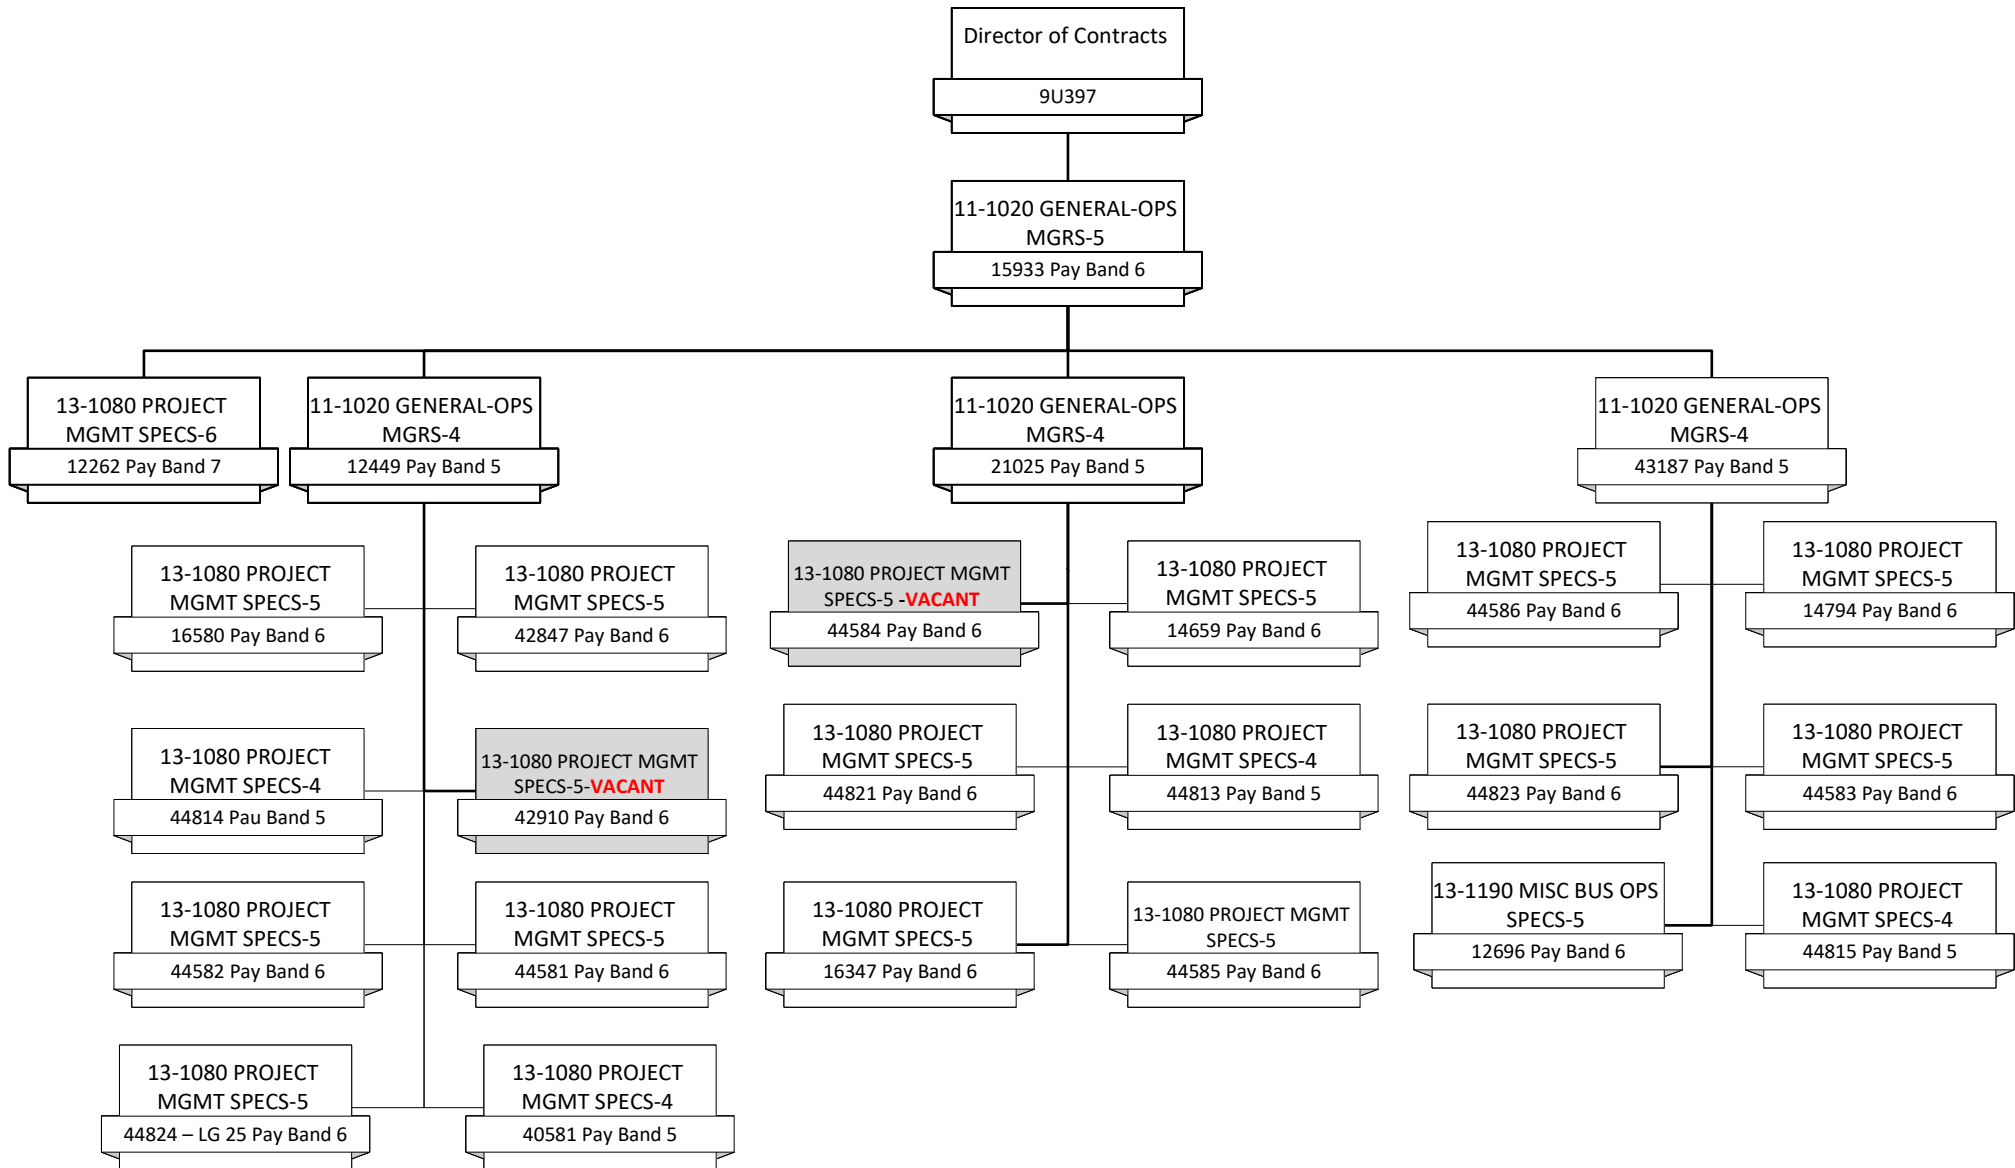 Director of Contracts
9U397
11-1020 GENERAL-OPS
MGRS-5
15933 Pay Band 6
13-1080 PROJECT
MGMT SPECS-6
12262 Pay Band 7
11-1020 GENERAL-OPS
MGRS-4
12449 Pay Band 5
11-1020 GENERAL-OPS
MGRS-4
21025 Pay Band 5
11-1020 GENERAL-OPS
MGRS-4
43187 Pay Band 5
13-1080 PROJECT
MGMT SPECS-5
16580 Pay Band 6
13-1080 PROJECT
MGMT SPECS-5
42847 Pay Band 6
13-1080 PROJECT MGMT
SPECS-5 -VACANT
44584 Pay Band 6
13-1080 PROJECT
MGMT SPECS-5
14659 Pay Band 6
13-1080 PROJECT
MGMT SPECS-5
44586 Pay Band 6
13-1080 PROJECT
MGMT SPECS-5
14794 Pay Band 6
13-1080 PROJECT
MGMT SPECS-4
44814 Pau Band 5
13-1080 PROJECT MGMT
SPECS-5-VACANT
42910 Pay Band 6
13-1080 PROJECT
MGMT SPECS-5
44821 Pay Band 6
13-1080 PROJECT
MGMT SPECS-4
44813 Pay Band 5
13-1080 PROJECT
MGMT SPECS-5
44823 Pay Band 6
13-1080 PROJECT
MGMT SPECS-5
44583 Pay Band 6
13-1080 PROJECT
MGMT SPECS-5
44582 Pay Band 6
13-1080 PROJECT
MGMT SPECS-5
44581 Pay Band 6
13-1080 PROJECT
MGMT SPECS-5
16347 Pay Band 6
13-1080 PROJECT MGMT
SPECS-5
44585 Pay Band 6
13-1190 MISC BUS OPS
SPECS-5
12696 Pay Band 6
13-1080 PROJECT
MGMT SPECS-4
44815 Pay Band 5
13-1080 PROJECT
MGMT SPECS-5
44824 – LG 25 Pay Band 6
13-1080 PROJECT
MGMT SPECS-4
40581 Pay Band 5